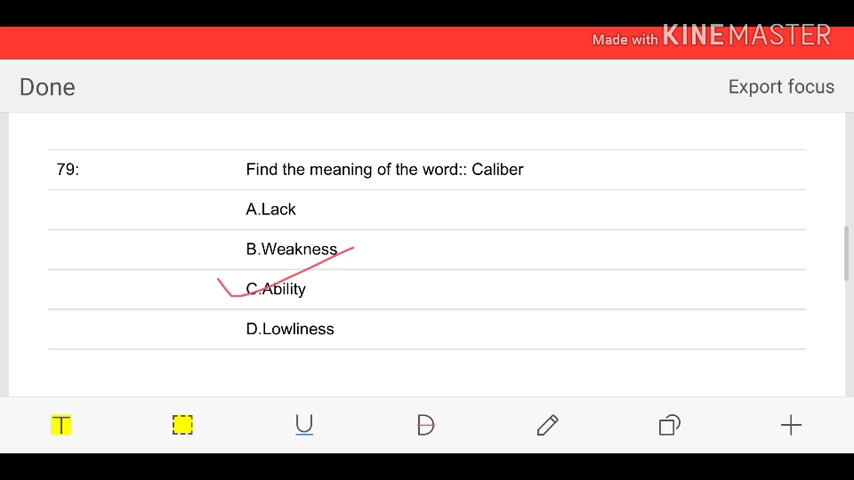 Made with KINEMASTER
Done Export focus
79: Find the meaning of the word:: Caliber
A.Lack
B.Weakness
C.Ability
D.Lowliness
T U D